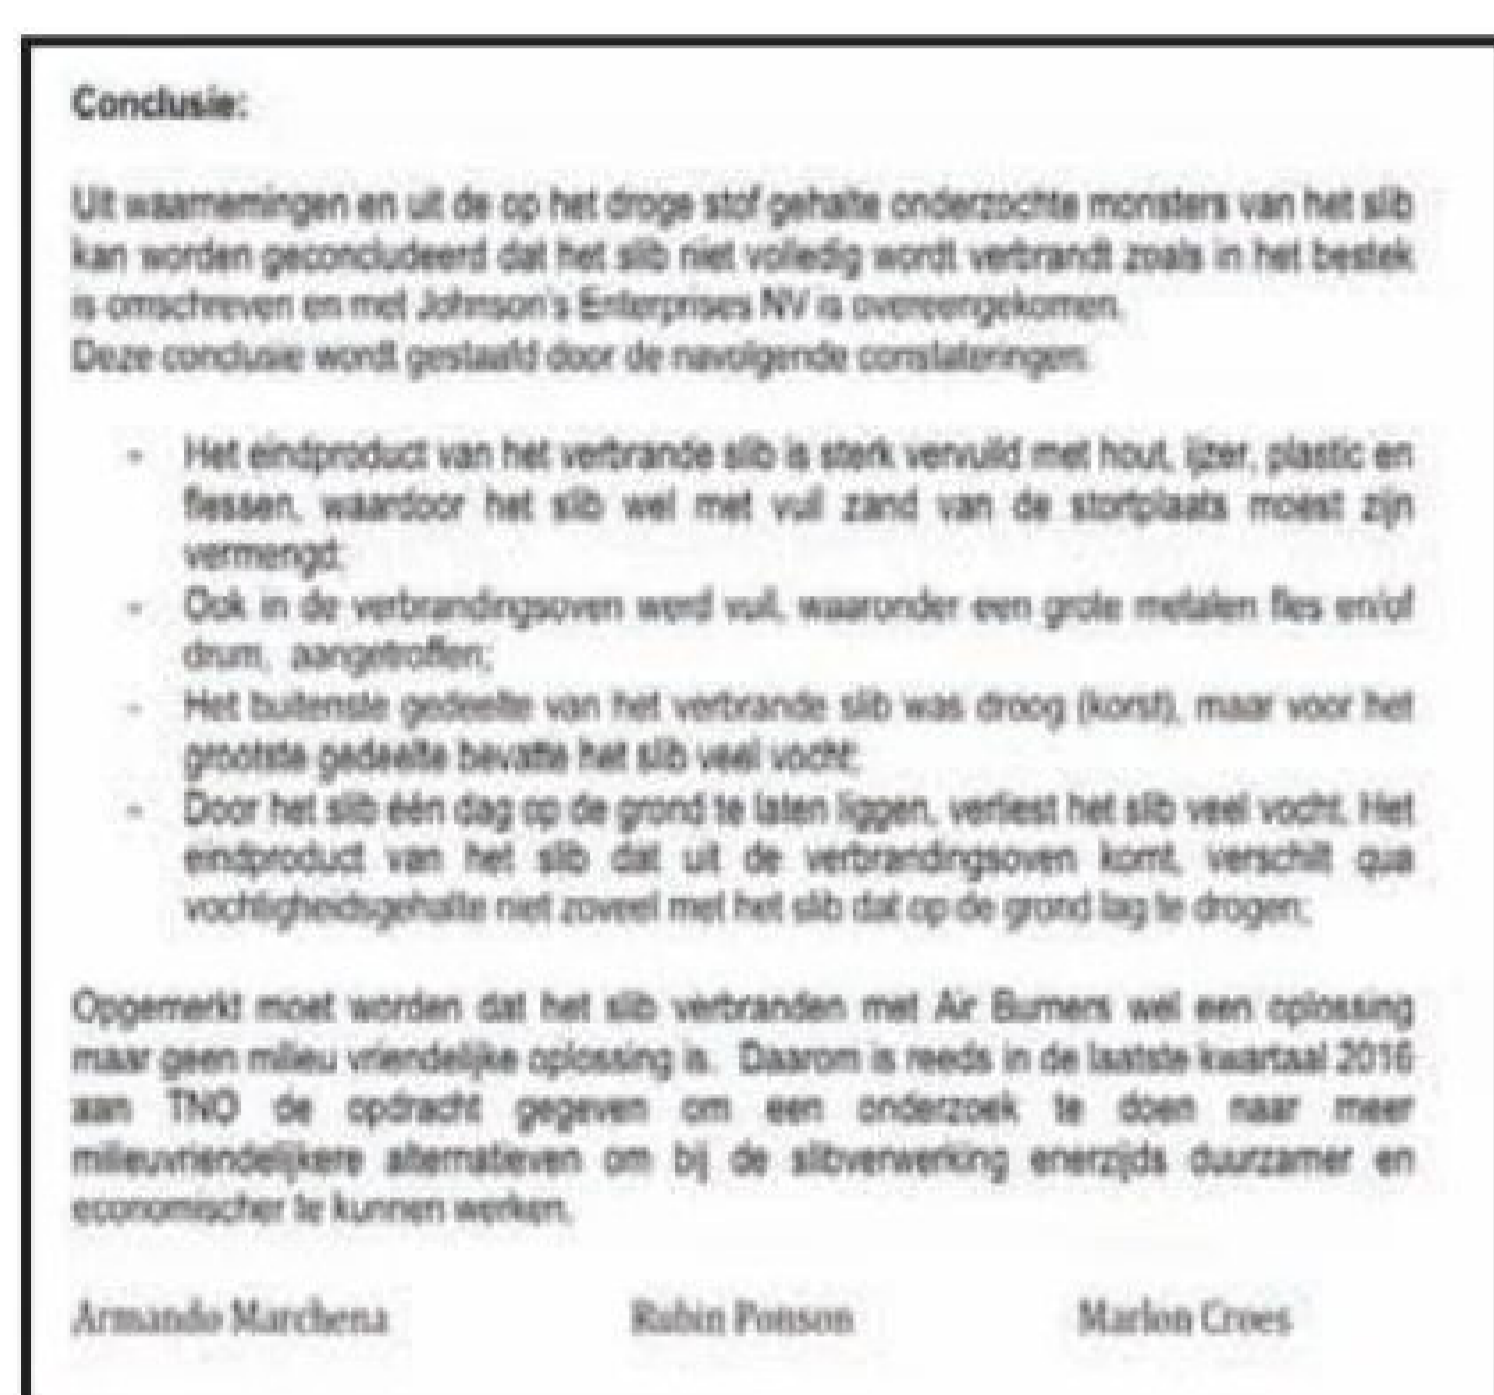 Conclusie:
Uit waarnemingen en uit de op het droge stof gehalte onderzochte monsters van het slib
kan worden geconcludeerd dat het slib niet volledig wordt verbrandt zoals in het bestek
is omschreven en met Johnson's Enterprises NV is overeengekomen.
Deze conclusie wordt gestaafd door de navolgende constateringen:
- Het eindproduct van het verbrande slib is sterk vervuild met hout, ijzer, plastic en
flessen, waardoor het slib wel met vuil zand van de stortplaats moest zijn
vermengd;
- Ook in de verbrandingsoven werd vuil, waaronder een grote metalen fles en/of
drum, aangetroffen;
- Het buitenste gedeelte van het verbrande slib was droog (korst), maar voor het
grootste gedeelte bevatte het slib veel vocht;
- Door het slib één dag op de grond te laten liggen, verliest het slib veel vocht. Het
eindproduct van het slib dat uit de verbrandingsoven komt, verschilt qua
vochtigheidsgehalte niet zoveel met het slib dat op de grond lag te drogen;
Opgemerkt moet worden dat het slib verbranden met Air Burners wel een oplossing
maar geen milieu vriendelijke oplossing is. Daarom is reeds in de laatste kwartaal 2016
aan TNO de opdracht gegeven om een onderzoek te doen naar meer
milieuvriendelijkere alternatieven om bij de slibverwerking enerzijds duurzamer en
economischer te kunnen werken.
Armando Marchena Rubin Ponson Marlon Croes